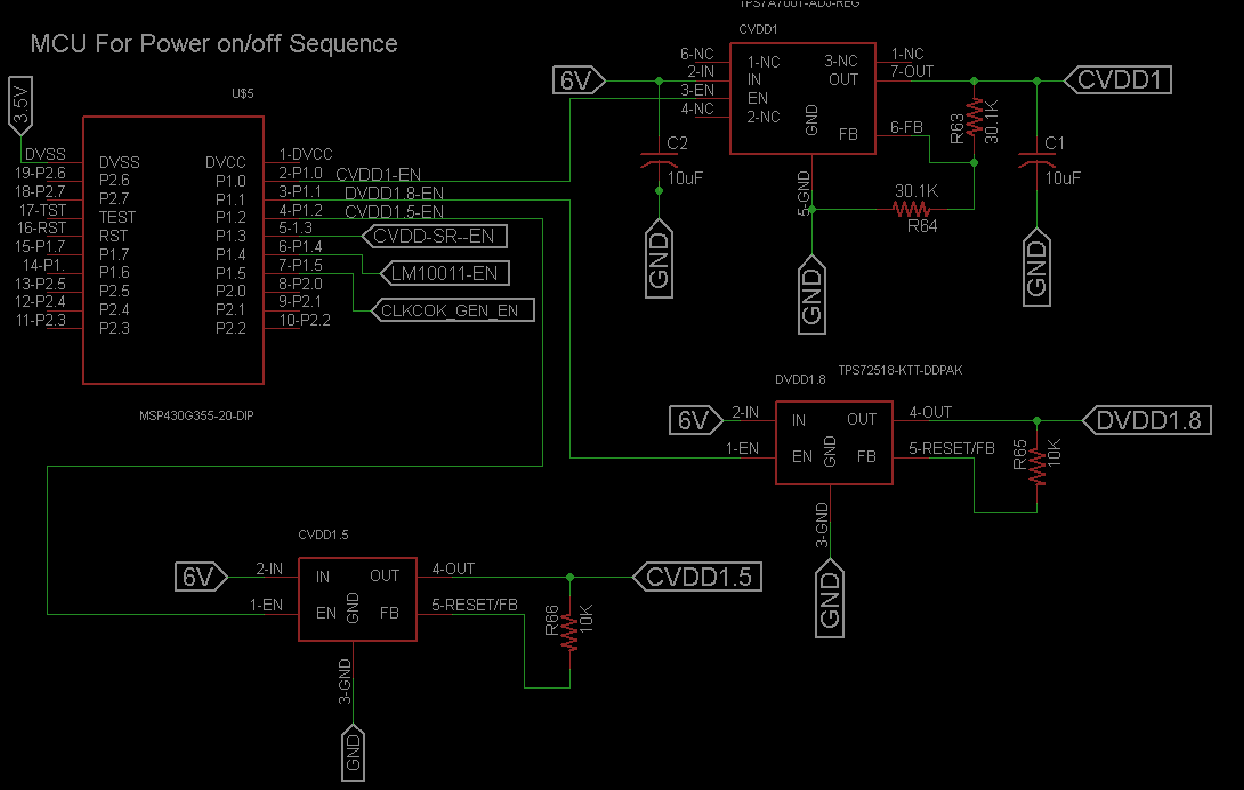 MCU For Power on/off Sequence
3.5V
U$5
DVSS
19-P2.6
18-P2.7
17-TST
16-RST
15-P1.7
14-P1.
13-P2.5
12-P2.4
11-P2.3
DVSS
P2.6
P2.7
TEST
RST
P1.7
P1.6
P2.5
P2.4
P2.3
DVCC
P1.0
P1.1
P1.2
P1.3
P1.4
P1.5
P2.0
P2.1
P2.2
1-DVCC
2-P1.0
3-P1.1
4-P1.2
5-1.3
6-P1.4
7-P1.5
8-P2.0
9-P2.1
10-P2.2
CVDD1-EN
DVDD1.8-EN
CVDD1.5-EN
CVDD-SR--EN
LM10011-EN
CLKCOK_GEN_EN
MSP430G355-20-DIP
CVDD1
6V
6-NC
2-IN
3-EN
4-NC
1-NC
IN
EN
2-NC
GND
3-NC
OUT
FB
1-NC
7-OUT
6-FB
5-GND
C2
10uF
GND
GND
R63
30.1K
30.1K
R64
C1
10uF
GND
CVDD1
DVDD1.8
TPS72518-KTT-DDPAK
6V
2-IN
1-EN
IN
EN
GND
OUT
FB
4-OUT
5-RESET/FB
3-GND
GND
R65
10K
DVDD1.8
CVDD1.5
6V
2-IN
1-EN
IN
EN
GND
OUT
FB
4-OUT
5-RESET/FB
3-GND
GND
R66
10K
CVDD1.5